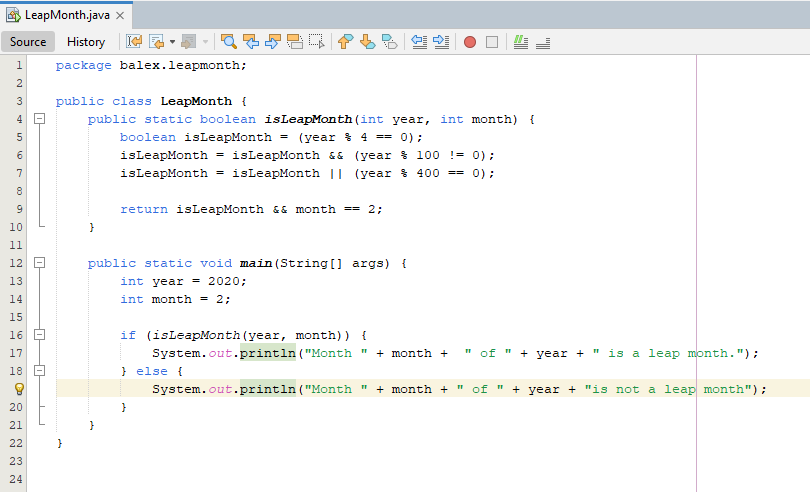 LeapMonth.java
Source History
1 package balex.leapmonth;
2
3 public class LeapMonth {
4 public static boolean isLeapMonth(int year, int month) {
5 boolean isLeapMonth = (year % 4 == 0);
6 isLeapMonth = isLeapMonth && (year % 100 != 0);
7 isLeapMonth = isLeapMonth || (year % 400 == 0);
8
9 return isLeapMonth && month == 2;
10 }
11
12 public static void main(String[] args) {
13 int year = 2020;
14 int month = 2;
15
16 if (isLeapMonth(year, month)) {
17 System.out.println("Month " + month +  " of " + year + " is a leap month.");
18 } else {
System.out.println("Month " + month + " of " + year + "is not a leap month");
20 }
21 }
22 }
23
24